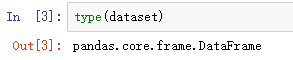 In [3]: type(dataset)
Out[3]: pandas.core.frame.DataFrame